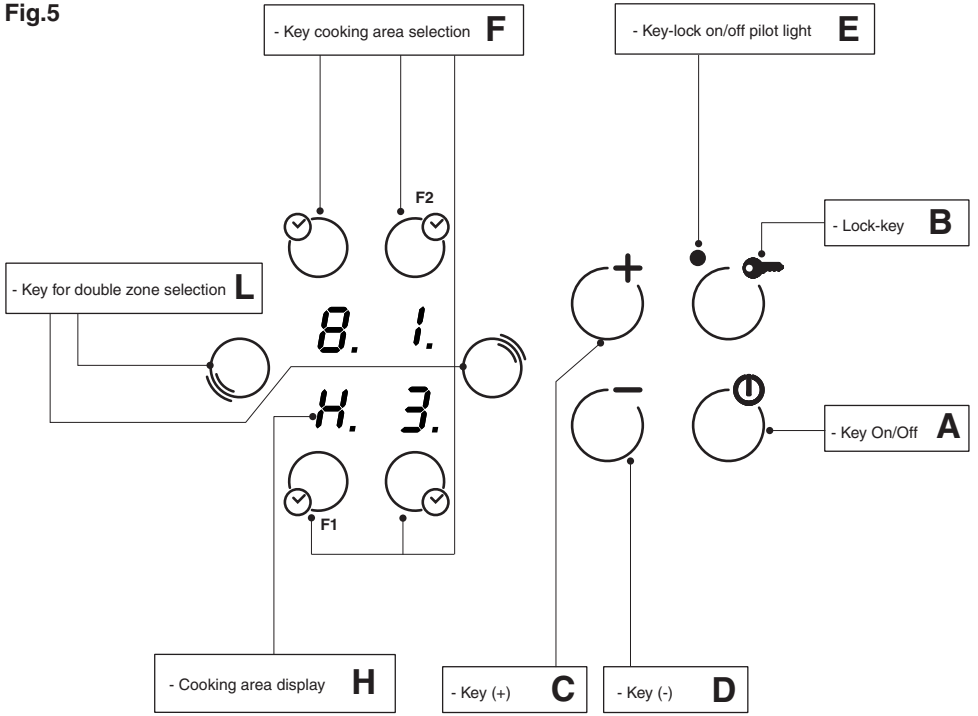 Fig.5
- Key cooking area selection F
- Key-lock on/off pilot light E
F2
- Lock-key B
- Key for double zone selection L
8. 1.
H. 3.
- Key On/Off A
F1
- Cooking area display H
- Key (+) C
- Key (-) D